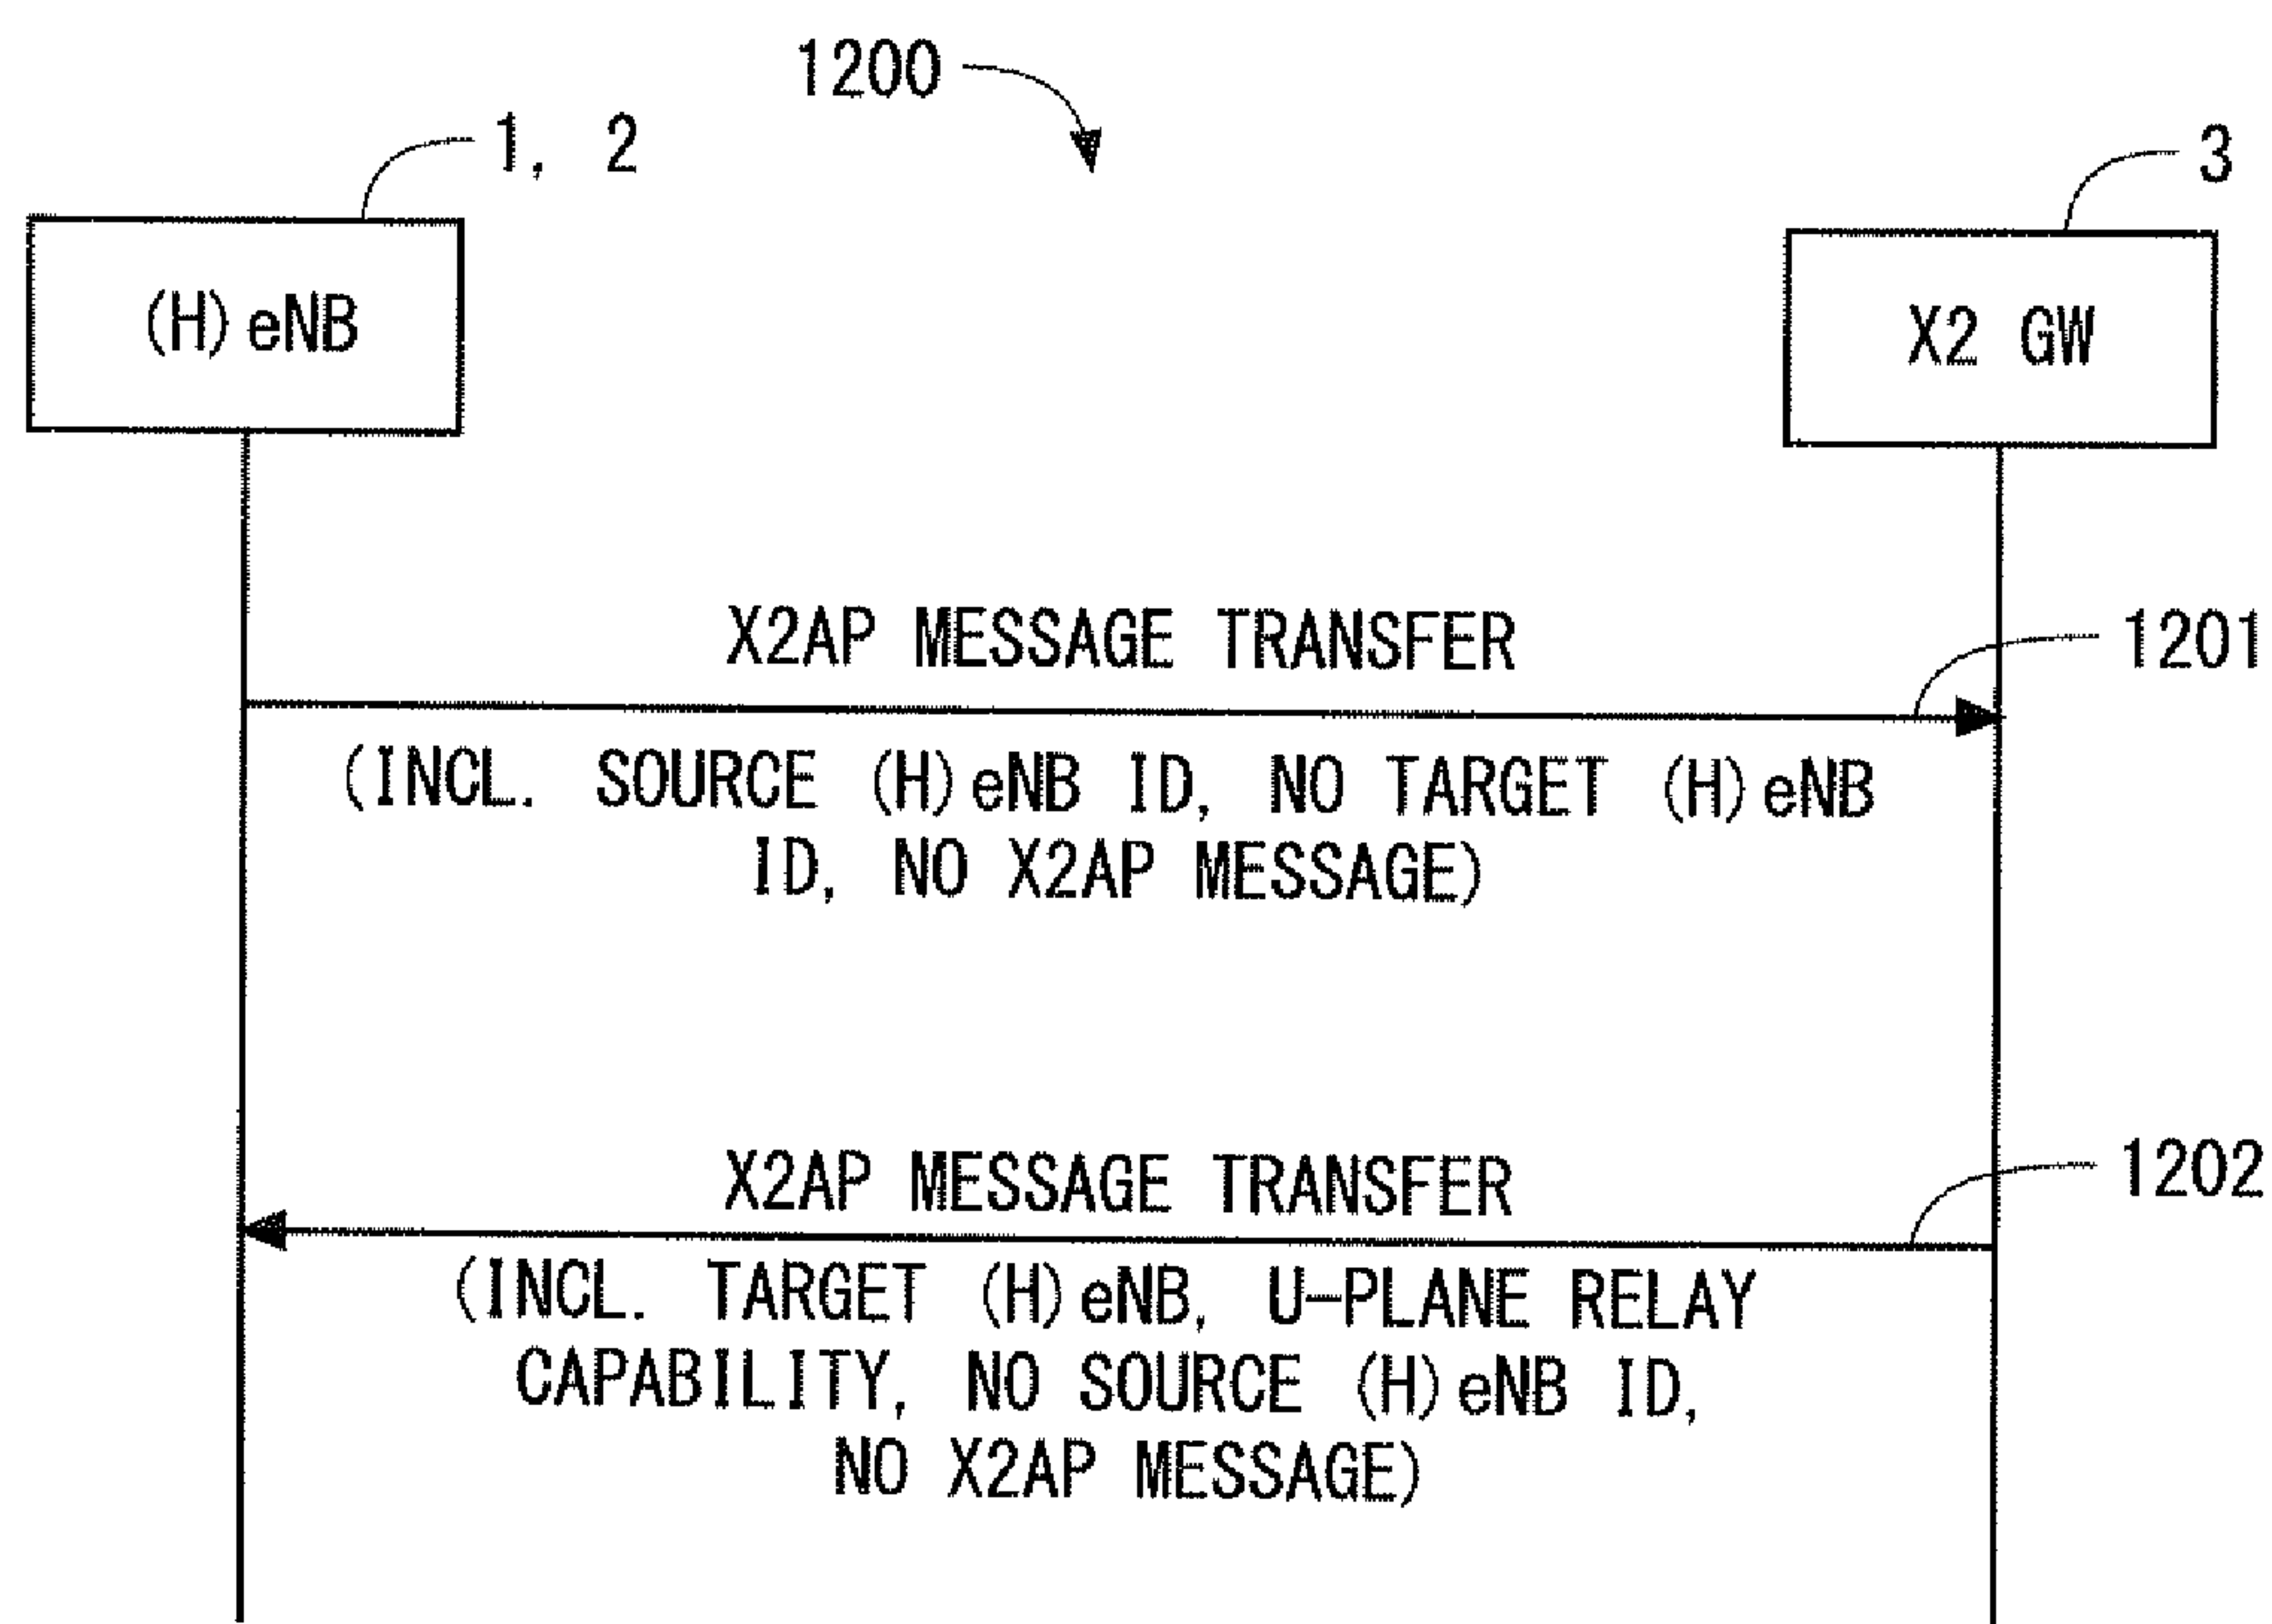 1200
1, 2
3
(H)eNB
X2 GW
X2AP MESSAGE TRANSFER
1201
(INCL. SOURCE (H)eNB ID, NO TARGET (H)eNB
ID, NO X2AP MESSAGE)
X2AP MESSAGE TRANSFER
1202
(INCL. TARGET (H)eNB, U-PLANE RELAY
CAPABILITY, NO SOURCE (H)eNB ID,
NO X2AP MESSAGE)